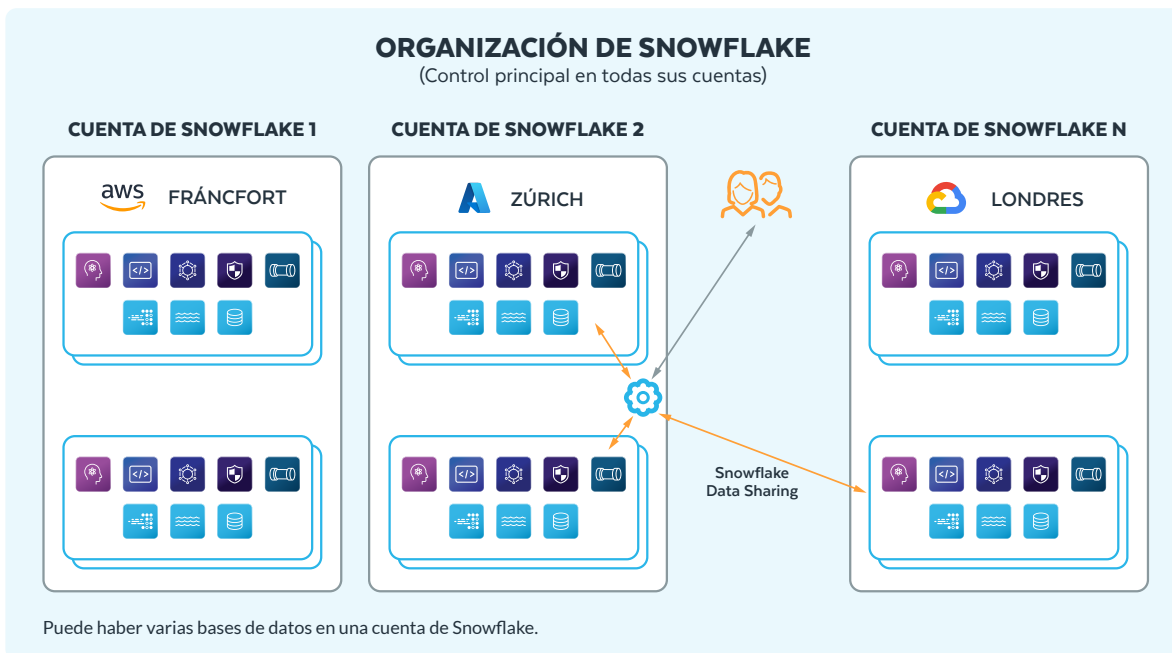 ORGANIZACIÓN DE SNOWFLAKE
(Control principal en todas sus cuentas)
CUENTA DE SNOWFLAKE 1
CUENTA DE SNOWFLAKE 2
CUENTA DE SNOWFLAKE N
aws FRÁNCFORT
ZÚRICH
LONDRES
Snowflake
Data Sharing
Puede haber varias bases de datos en una cuenta de Snowflake.